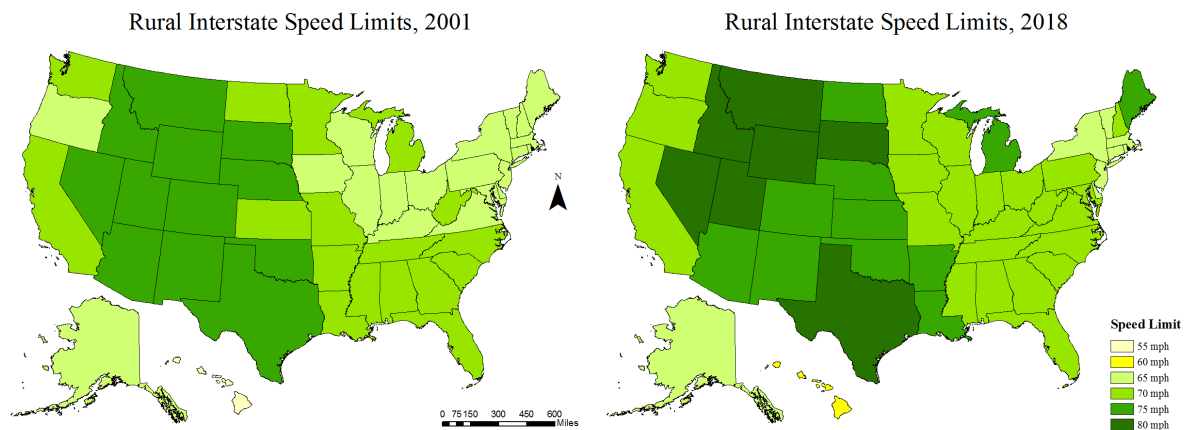 Rural Interstate Speed Limits, 2001
Rural Interstate Speed Limits, 2018
N
0 75 150 300 450 600
Miles
Speed Limit
55 mph
60 mph
65 mph
70 mph
75 mph
80 mph